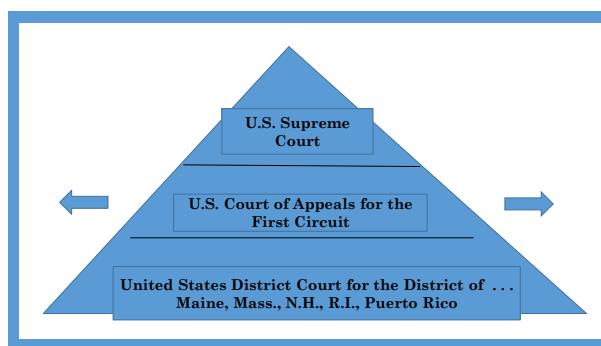 U.S. Supreme
Court
U.S. Court of Appeals for the
First Circuit
United States District Court for the District of . . .
Maine, Mass., N.H., R.I., Puerto Rico